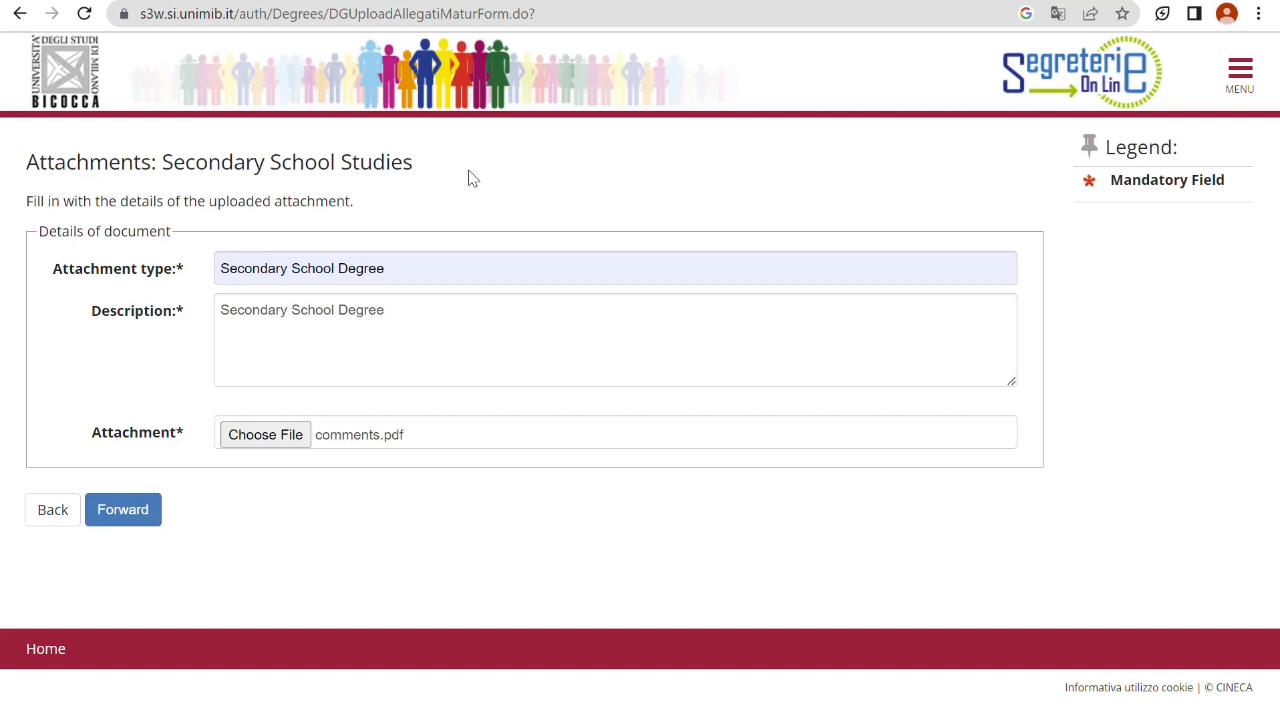 s3w.si.unimib.it/auth/Degrees/DGUploadAllegatiMaturForm.do?
UNIVERSITÀ
DEGLI STUDI
DI MILANO
BICOCCA
Segreterie
On Line
MENU
Attachments: Secondary School Studies
Legend:
* Mandatory Field
Fill in with the details of the uploaded attachment.
Details of document
Attachment type:* Secondary School Degree
Description:* Secondary School Degree
Attachment* Choose File comments.pdf
Back Forward
Home
Informativa utilizzo cookie | © CINECA